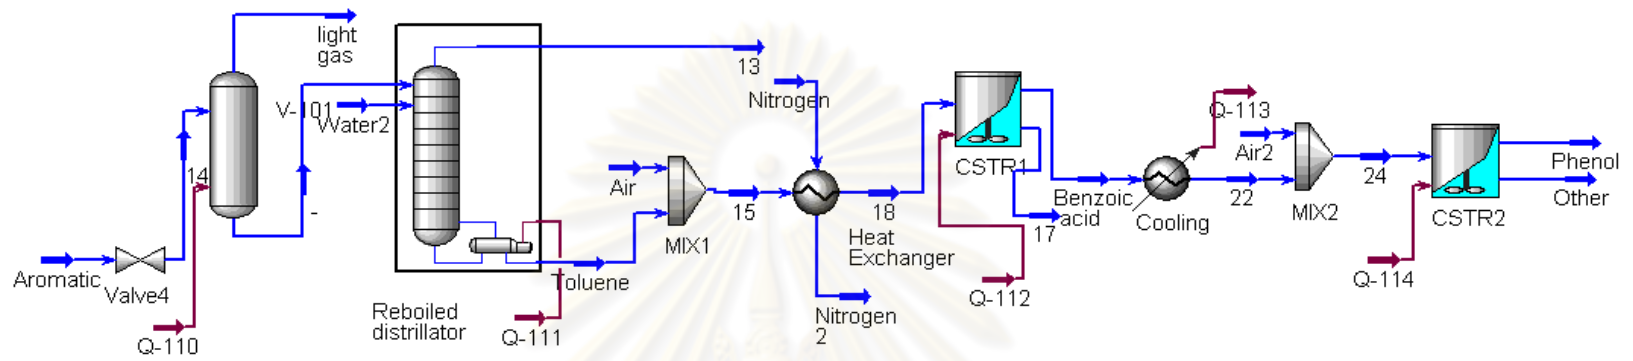 light
gas
13
V-101
Water2
Nitrogen
Q-113
14
-
Air
CSTR1
Air2
Phenol
Other
15
18
Benzoic
acid
22
24
MIX1
17
Cooling
MIX2
CSTR2
Heat
Exchanger
Aromatic
Valve4
Toluene
Q-112
Q-114
Reboiled
distrillator
Nitrogen
2
Q-110
Q-111